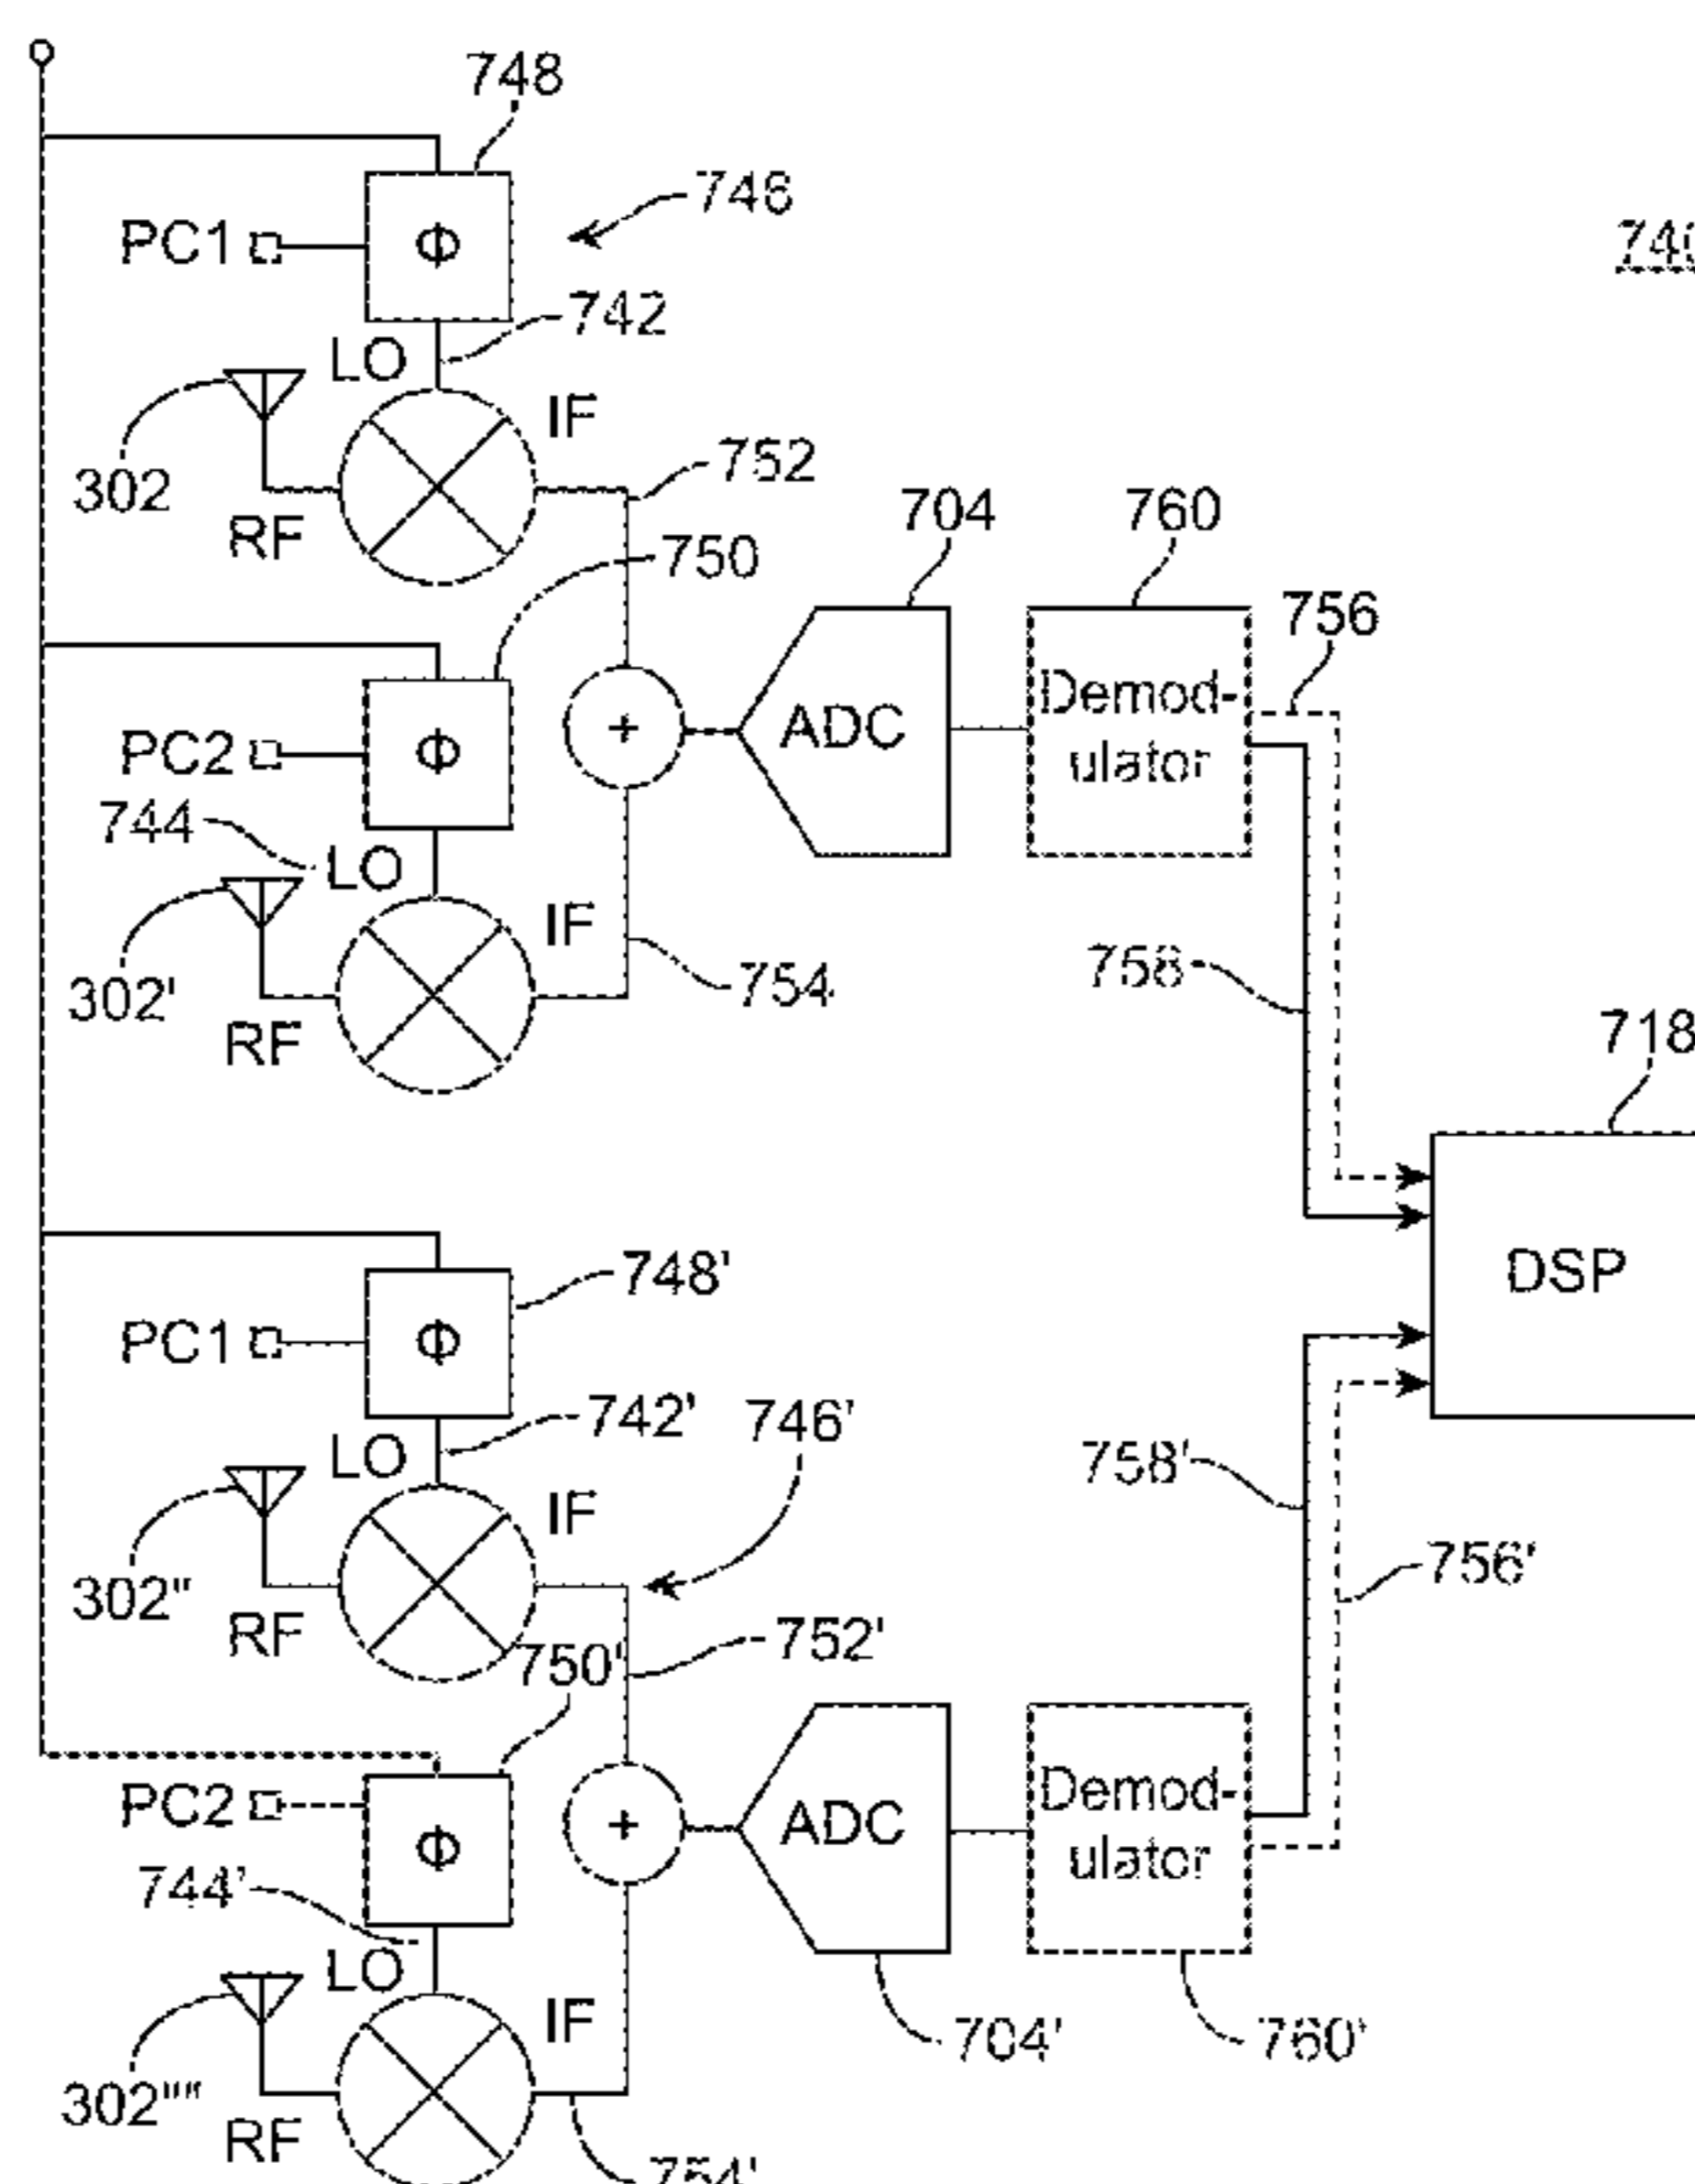 748
746
PC1
Φ
740
742
LO
IF
302
752
RF
704
760
750
756
PC2
Φ
+
ADC
Demod-
ulator
744
LO
IF
302'
754
758
RF
718
DSP
748'
PC1
Φ
742'
746'
LO
758'
IF
756'
302"
RF
752'
750'
PC2
Φ
+
ADC
Demod-
ulator
744'
LO
IF
704'
760'
302""
RF
754'